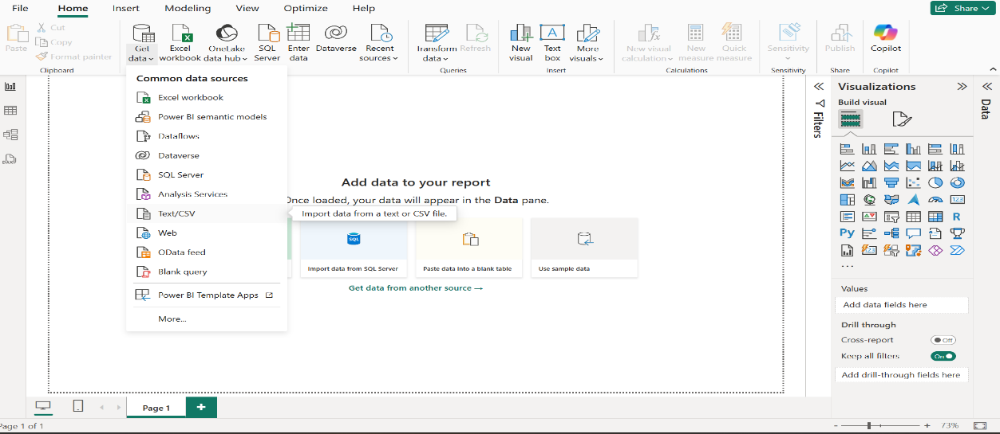 File Home Insert Modeling View Optimize Help Share
Paste
Cut
Copy
Format painter
Clipboard
Get data
Excel workbook
OneLake data hub
SQL Server
Enter data
Dataverse
Recent sources
Transform data
Refresh
Queries
New visual
Text box
More visuals
Insert
New visual calculation
New measure
Quick measure
Calculations
Sensitivity
Sensitivity
Publish
Share
Copilot
Copilot
Common data sources
Excel workbook
Power BI semantic models
Dataflows
Dataverse
SQL Server
Analysis Services
Text/CSV
Import data from a text or CSV file.
Web
OData feed
Blank query
Power BI Template Apps
More...
Add data to your report
Once loaded, your data will appear in the Data pane.
SQL
Import data from SQL Server
Paste data into a blank table
Use sample data
Get data from another source →
Filters
Visualizations
Build visual
123
R
Py
123
...
Values
Add data fields here
Drill through
Cross-report Off
Keep all filters On
Add drill-through fields here
Data
DAX
Page 1 +
Page 1 of 1
- + 73%